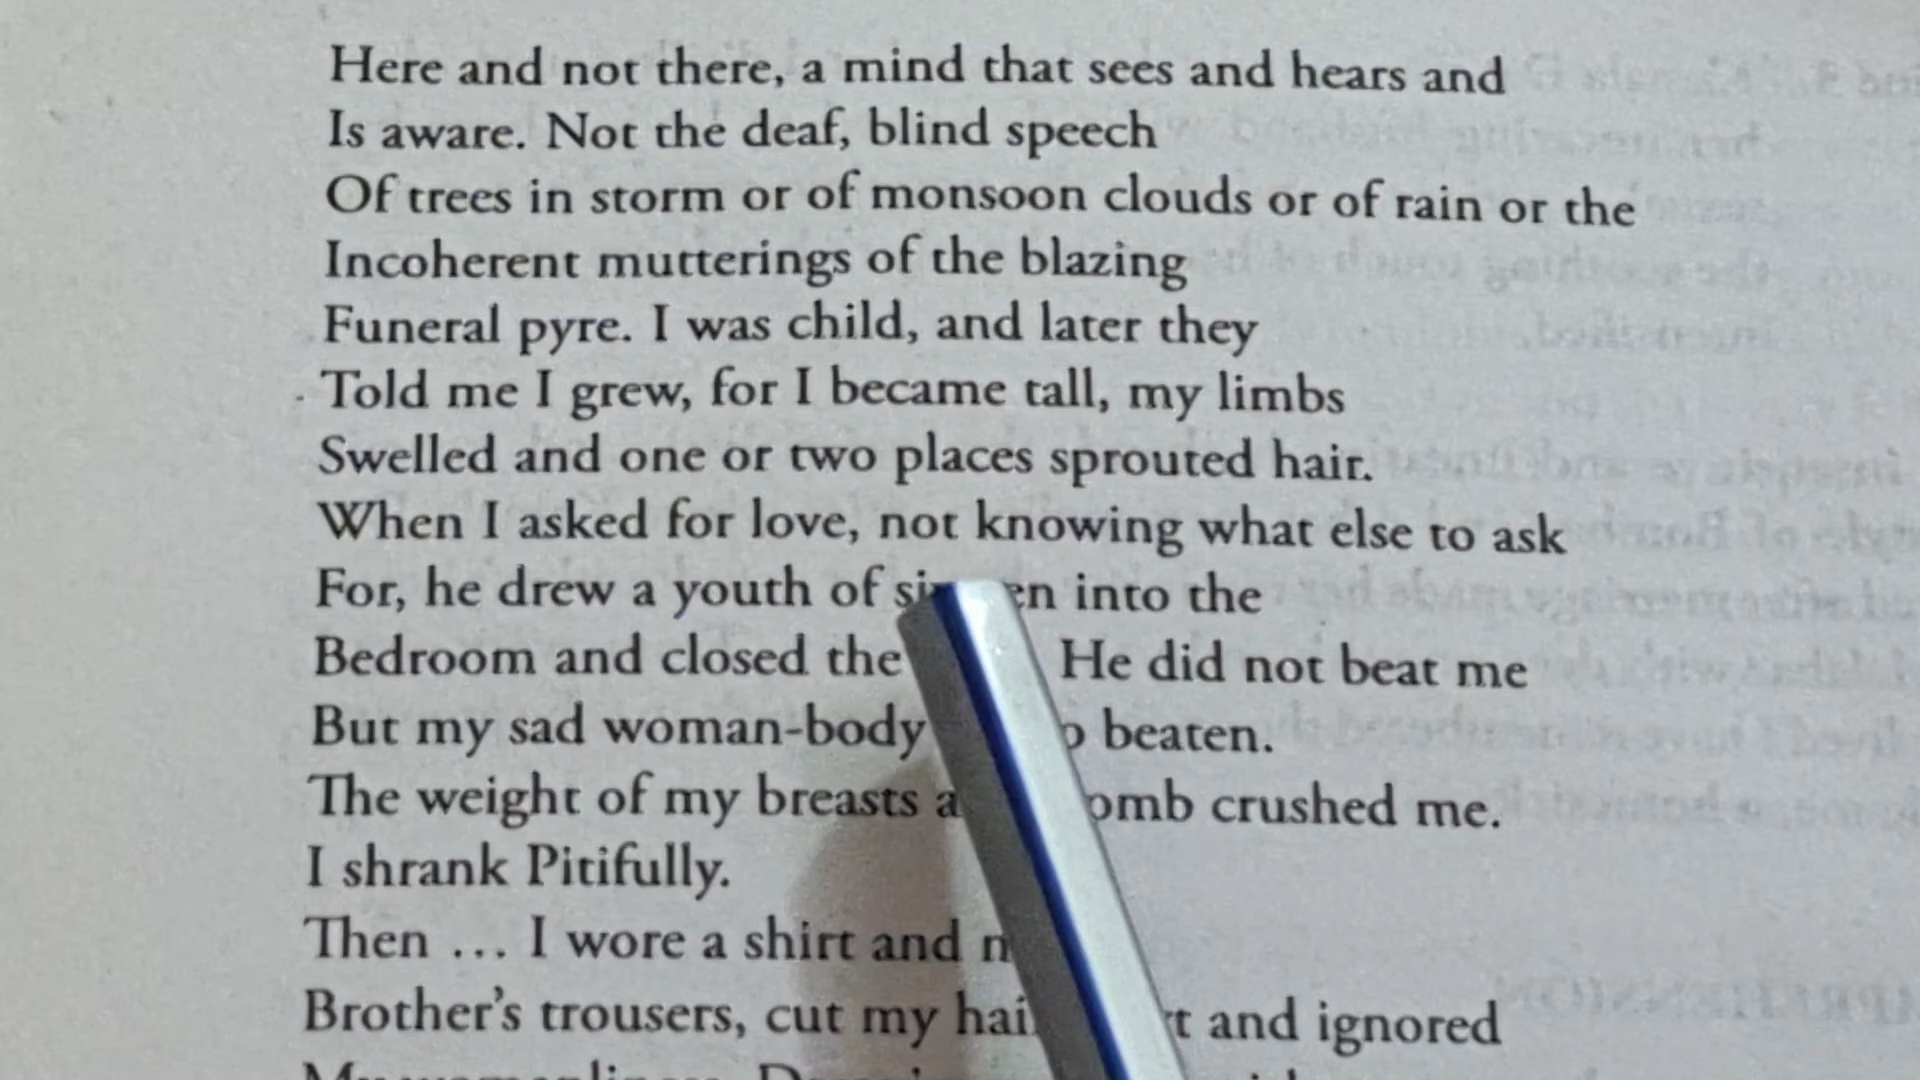 Here and not there, a mind that sees and hears and
Is aware. Not the deaf, blind speech
Of trees in storm or of monsoon clouds or of rain or the
Incoherent mutterings of the blazing
Funeral pyre. I was child, and later they
Told me I grew, for I became tall, my limbs
Swelled and one or two places sprouted hair.
When I asked for love, not knowing what else to ask
For, he drew a youth of into the
Bedroom and closed the He did not beat me
But my sad woman-body beaten.
The weight of my breasts crushed me.
I shrank Pitifully.
Then ... I wore a shirt and
Brother's trousers, cut my and ignored